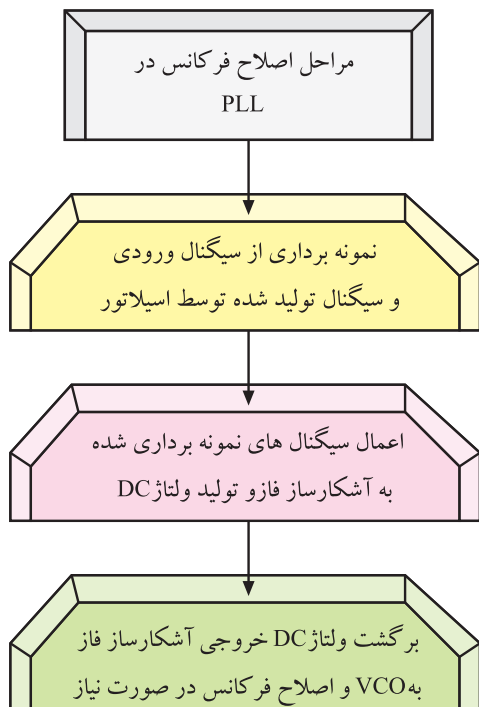 مراحل اصلاح فرکانس در
PLL
نمونه برداری از سیگنال ورودی
و سیگنال تولید شده توسط اسیلاتور
اعمال سیگنال های نمونه برداری شده
به آشکارساز فازو تولید ولتاژDC
برگشت ولتاژDC خروجی آشکارساز فاز
بهVCO و اصلاح فرکانس در صورت نیاز